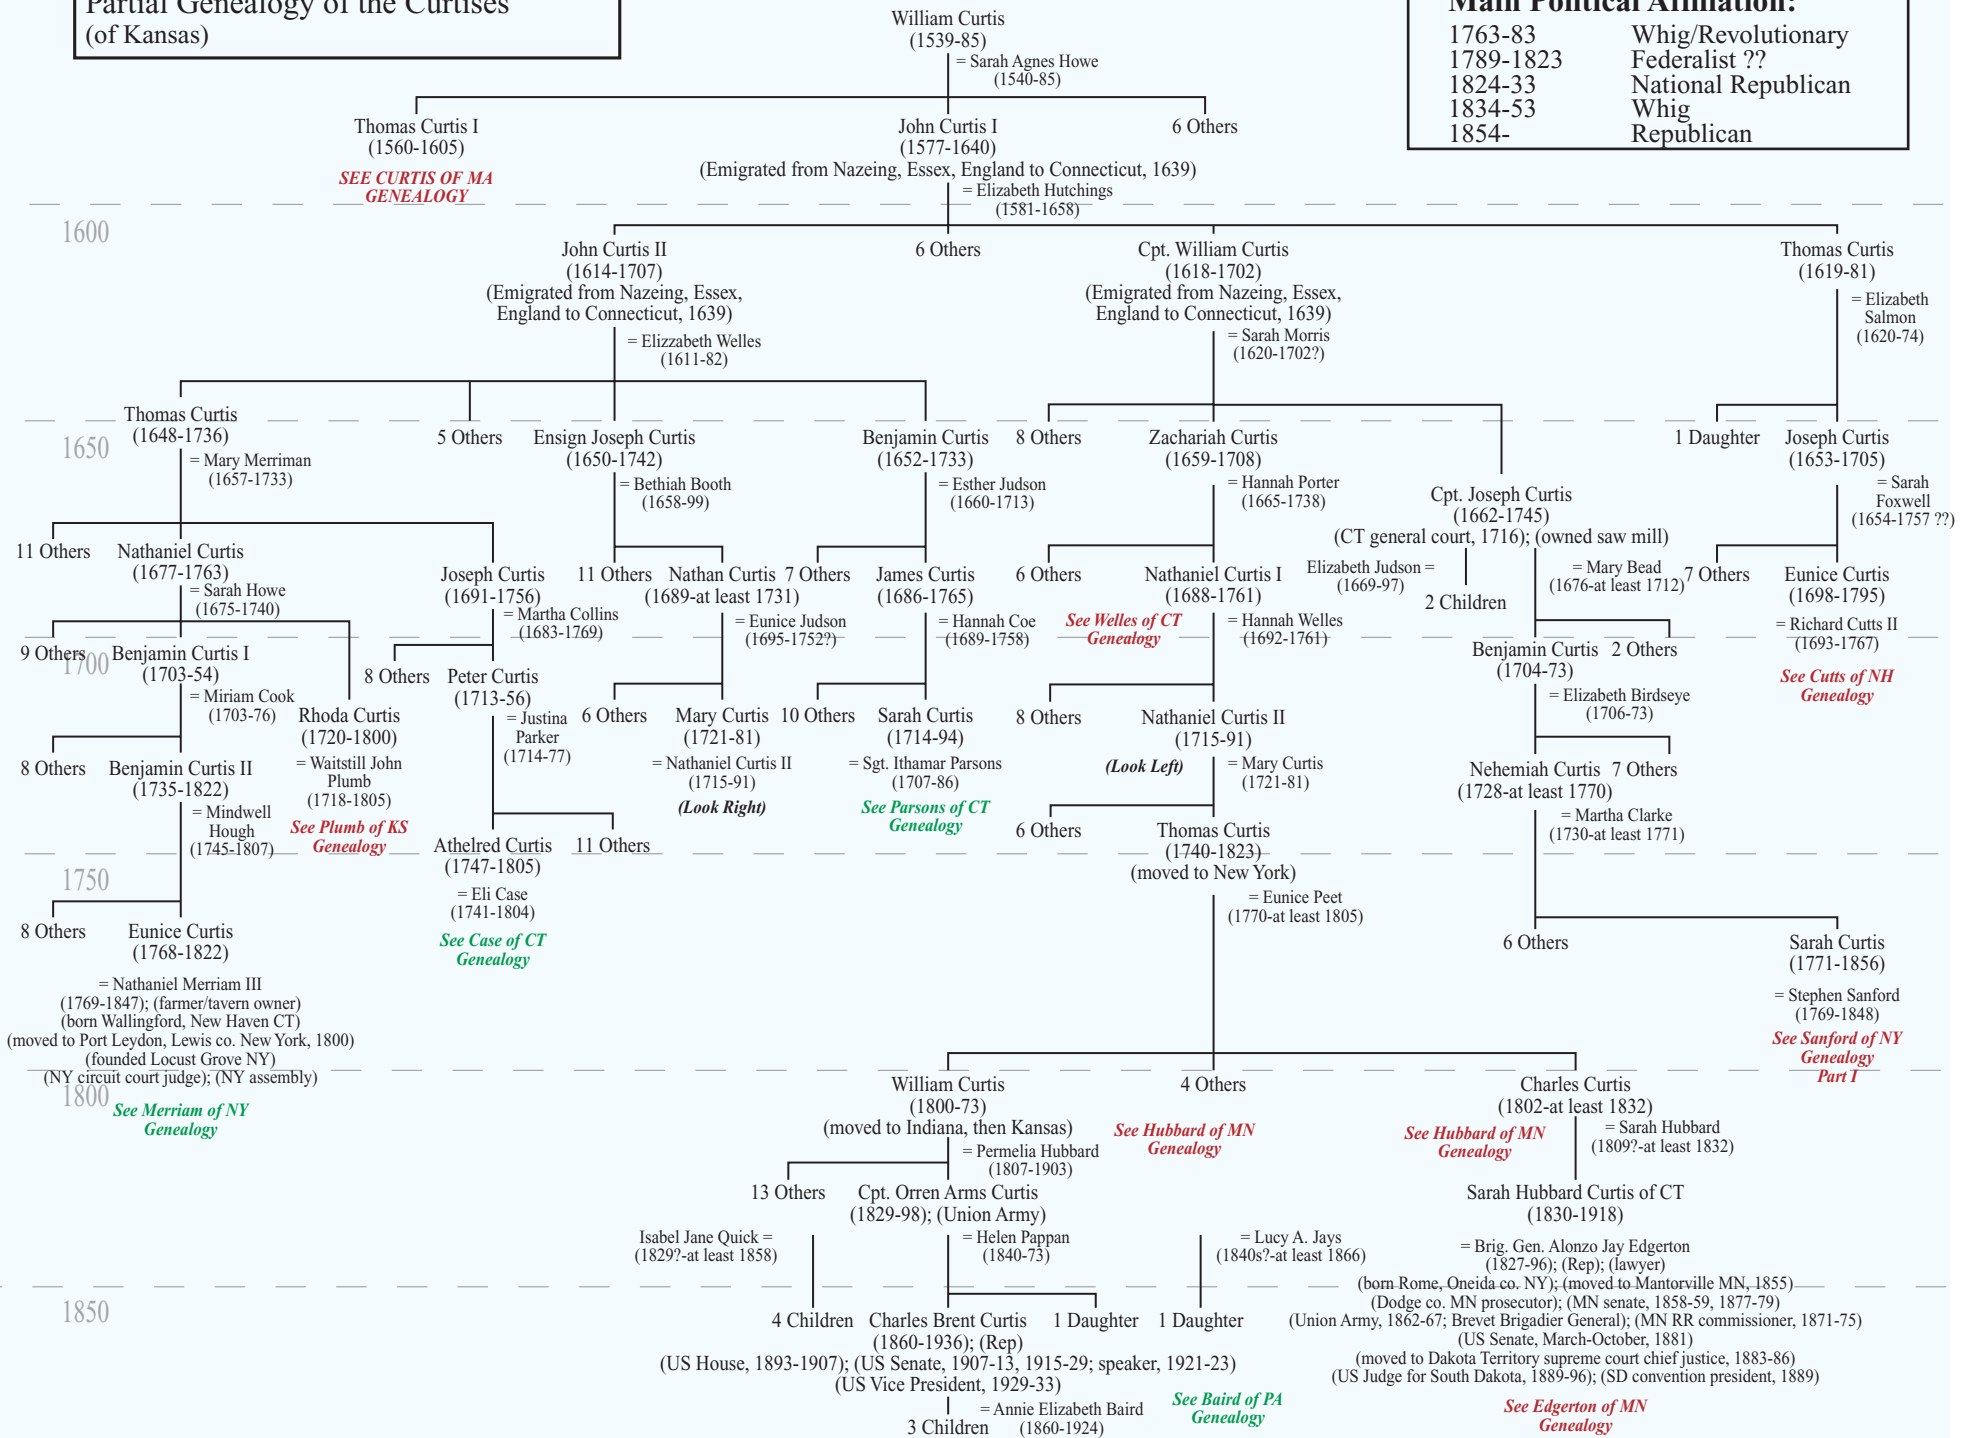 Partial Genealogy of the Curtises
(of Kansas)
Main Political Affiliation:
1763-83 Whig/Revolutionary
1789-1823 Federalist ??
1824-33 National Republican
1834-53 Whig
1854- Republican
William Curtis
(1539-85)
= Sarah Agnes Howe
(1540-85)
Thomas Curtis I
(1560-1605)
SEE CURTIS OF MA
GENEALOGY
John Curtis I
(1577-1640)
(Emigrated from Nazeing, Essex, England to Connecticut, 1639)
= Elizabeth Hutchings
(1581-1658)
6 Others
1600
John Curtis II
(1614-1707)
(Emigrated from Nazeing, Essex,
England to Connecticut, 1639)
= Elizzabeth Welles
(1611-82)
6 Others
Cpt. William Curtis
(1618-1702)
(Emigrated from Nazeing, Essex,
England to Connecticut, 1639)
= Sarah Morris
(1620-1702?)
Thomas Curtis
(1619-81)
= Elizabeth
Salmon
(1620-74)
1650
Thomas Curtis
(1648-1736)
= Mary Merriman
(1657-1733)
5 Others
Ensign Joseph Curtis
(1650-1742)
= Bethiah Booth
(1658-99)
Benjamin Curtis
(1652-1733)
= Esther Judson
(1660-1713)
8 Others
Zachariah Curtis
(1659-1708)
= Hannah Porter
(1665-1738)
Cpt. Joseph Curtis
(1662-1745)
(CT general court, 1716); (owned saw mill)
Elizabeth Judson =
(1669-97)
2 Children
= Mary Bead
(1676-at least 1712)
1 Daughter
Joseph Curtis
(1653-1705)
= Sarah
Foxwell
(1654-1757 ??)
11 Others
Nathaniel Curtis
(1677-1763)
= Sarah Howe
(1675-1740)
Joseph Curtis
(1691-1756)
= Martha Collins
(1683-1769)
11 Others
Nathan Curtis
(1689-at least 1731)
= Eunice Judson
(1695-1752?)
7 Others
James Curtis
(1686-1765)
= Hannah Coe
(1689-1758)
6 Others
See Welles of CT
Genealogy
Nathaniel Curtis I
(1688-1761)
= Hannah Welles
(1692-1761)
7 Others
Eunice Curtis
(1698-1795)
= Richard Cutts II
(1693-1767)
See Cutts of NH
Genealogy
1700
9 Others
Benjamin Curtis I
(1703-54)
= Miriam Cook
(1703-76)
Rhoda Curtis
(1720-1800)
= Waitstill John
Plumb
(1718-1805)
See Plumb of KS
Genealogy
8 Others
Peter Curtis
(1713-56)
= Justina
Parker
(1714-77)
6 Others
Mary Curtis
(1721-81)
= Nathaniel Curtis II
(1715-91)
(Look Right)
10 Others
Sarah Curtis
(1714-94)
= Sgt. Ithamar Parsons
(1707-86)
See Parsons of CT
Genealogy
8 Others
Nathaniel Curtis II
(1715-91)
(Look Left)
= Mary Curtis
(1721-81)
Benjamin Curtis
(1704-73)
= Elizabeth Birdseye
(1706-73)
2 Others
Nehemiah Curtis
(1728-at least 1770)
= Martha Clarke
(1730-at least 1771)
7 Others
8 Others
Benjamin Curtis II
(1735-1822)
= Mindwell
Hough
(1745-1807)
Athelred Curtis
(1747-1805)
= Eli Case
(1741-1804)
See Case of CT
Genealogy
11 Others
6 Others
Thomas Curtis
(1740-1823)
(moved to New York)
= Eunice Peet
(1770-at least 1805)
1750
8 Others
Eunice Curtis
(1768-1822)
= Nathaniel Merriam III
(1769-1847); (farmer/tavern owner)
(born Wallingford, New Haven CT)
(moved to Port Leydon, Lewis co. New York, 1800)
(founded Locust Grove NY)
(NY circuit court judge); (NY assembly)
See Merriam of NY
Genealogy
6 Others
Sarah Curtis
(1771-1856)
= Stephen Sanford
(1769-1848)
See Sanford of NY
Genealogy
Part I
1800
William Curtis
(1800-73)
(moved to Indiana, then Kansas)
= Permelia Hubbard
(1807-1903)
4 Others
See Hubbard of MN
Genealogy
Charles Curtis
(1802-at least 1832)
See Hubbard of MN
Genealogy
= Sarah Hubbard
(1809?-at least 1832)
13 Others
Cpt. Orren Arms Curtis
(1829-98); (Union Army)
Isabel Jane Quick =
(1829?-at least 1858)
= Helen Pappan
(1840-73)
= Lucy A. Jays
(1840s?-at least 1866)
Sarah Hubbard Curtis of CT
(1830-1918)
= Brig. Gen. Alonzo Jay Edgerton
(1827-96); (Rep); (lawyer)
(born Rome, Oneida co. NY); (moved to Mantorville MN, 1855)
(Dodge co. MN prosecutor); (MN senate, 1858-59, 1877-79)
(Union Army, 1862-67; Brevet Brigadier General); (MN RR commissioner, 1871-75)
(US Senate, March-October, 1881)
(moved to Dakota Territory supreme court chief justice, 1883-86)
(US Judge for South Dakota, 1889-96); (SD convention president, 1889)
See Edgerton of MN
Genealogy
1850
4 Children
Charles Brent Curtis
(1860-1936); (Rep)
(US House, 1893-1907); (US Senate, 1907-13, 1915-29; speaker, 1921-23)
(US Vice President, 1929-33)
1 Daughter
1 Daughter
= Annie Elizabeth Baird
(1860-1924)
3 Children
See Baird of PA
Genealogy